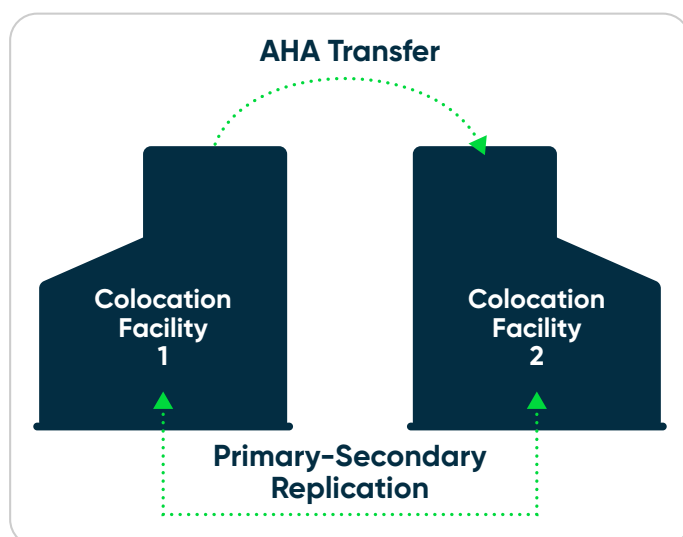 AHA Transfer
Colocation
Facility
1
Colocation
Facility
2
Primary-Secondary
Replication